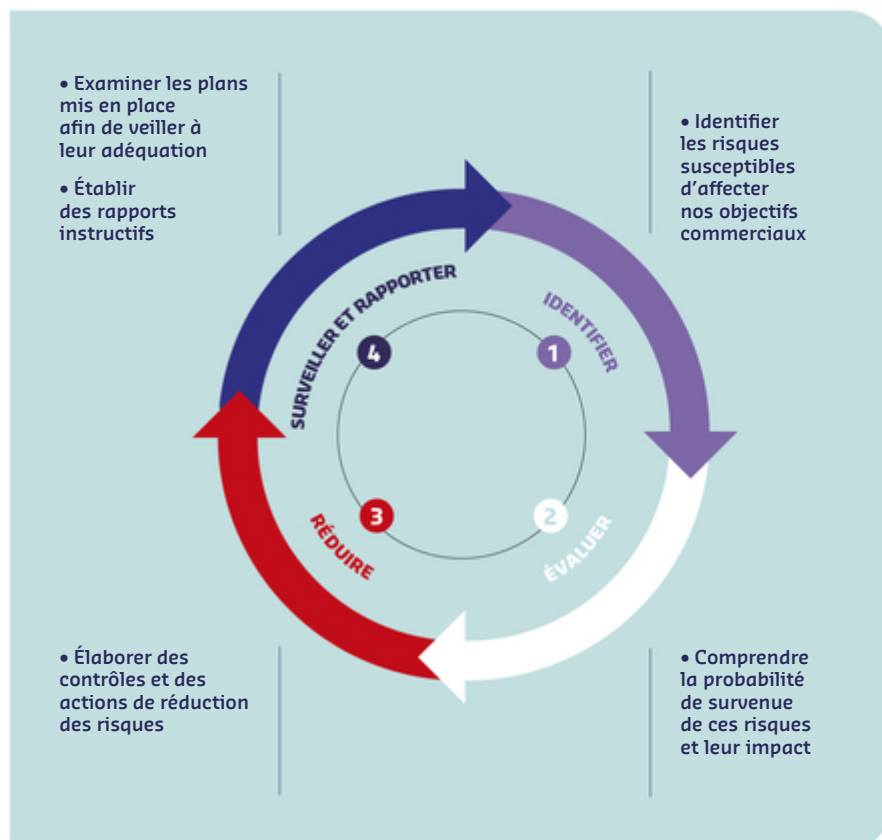 • Examiner les plans
mis en place
afin de veiller à
leur adéquation
• Établir
des rapports
instructifs
• Identifier
les risques
susceptibles
d’affecter
nos objectifs
commerciaux
SURVEILLER ET RAPPORTER
4
IDENTIFIER
1
3
RÉDUIRE
2
ÉVALUER
• Élaborer des
contrôles et des
actions de réduction
des risques
• Comprendre
la probabilité
de survenue
de ces risques
et leur impact